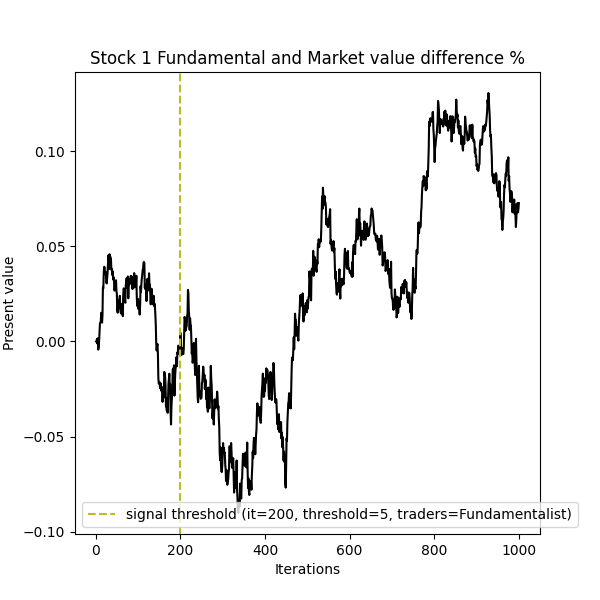 Stock 1 Fundamental and Market value difference %
Present value
0.10
0.05
0.00
−0.05
−0.10
signal threshold (it=200, threshold=5, traders=Fundamentalist)
0 200 400 600 800 1000
Iterations